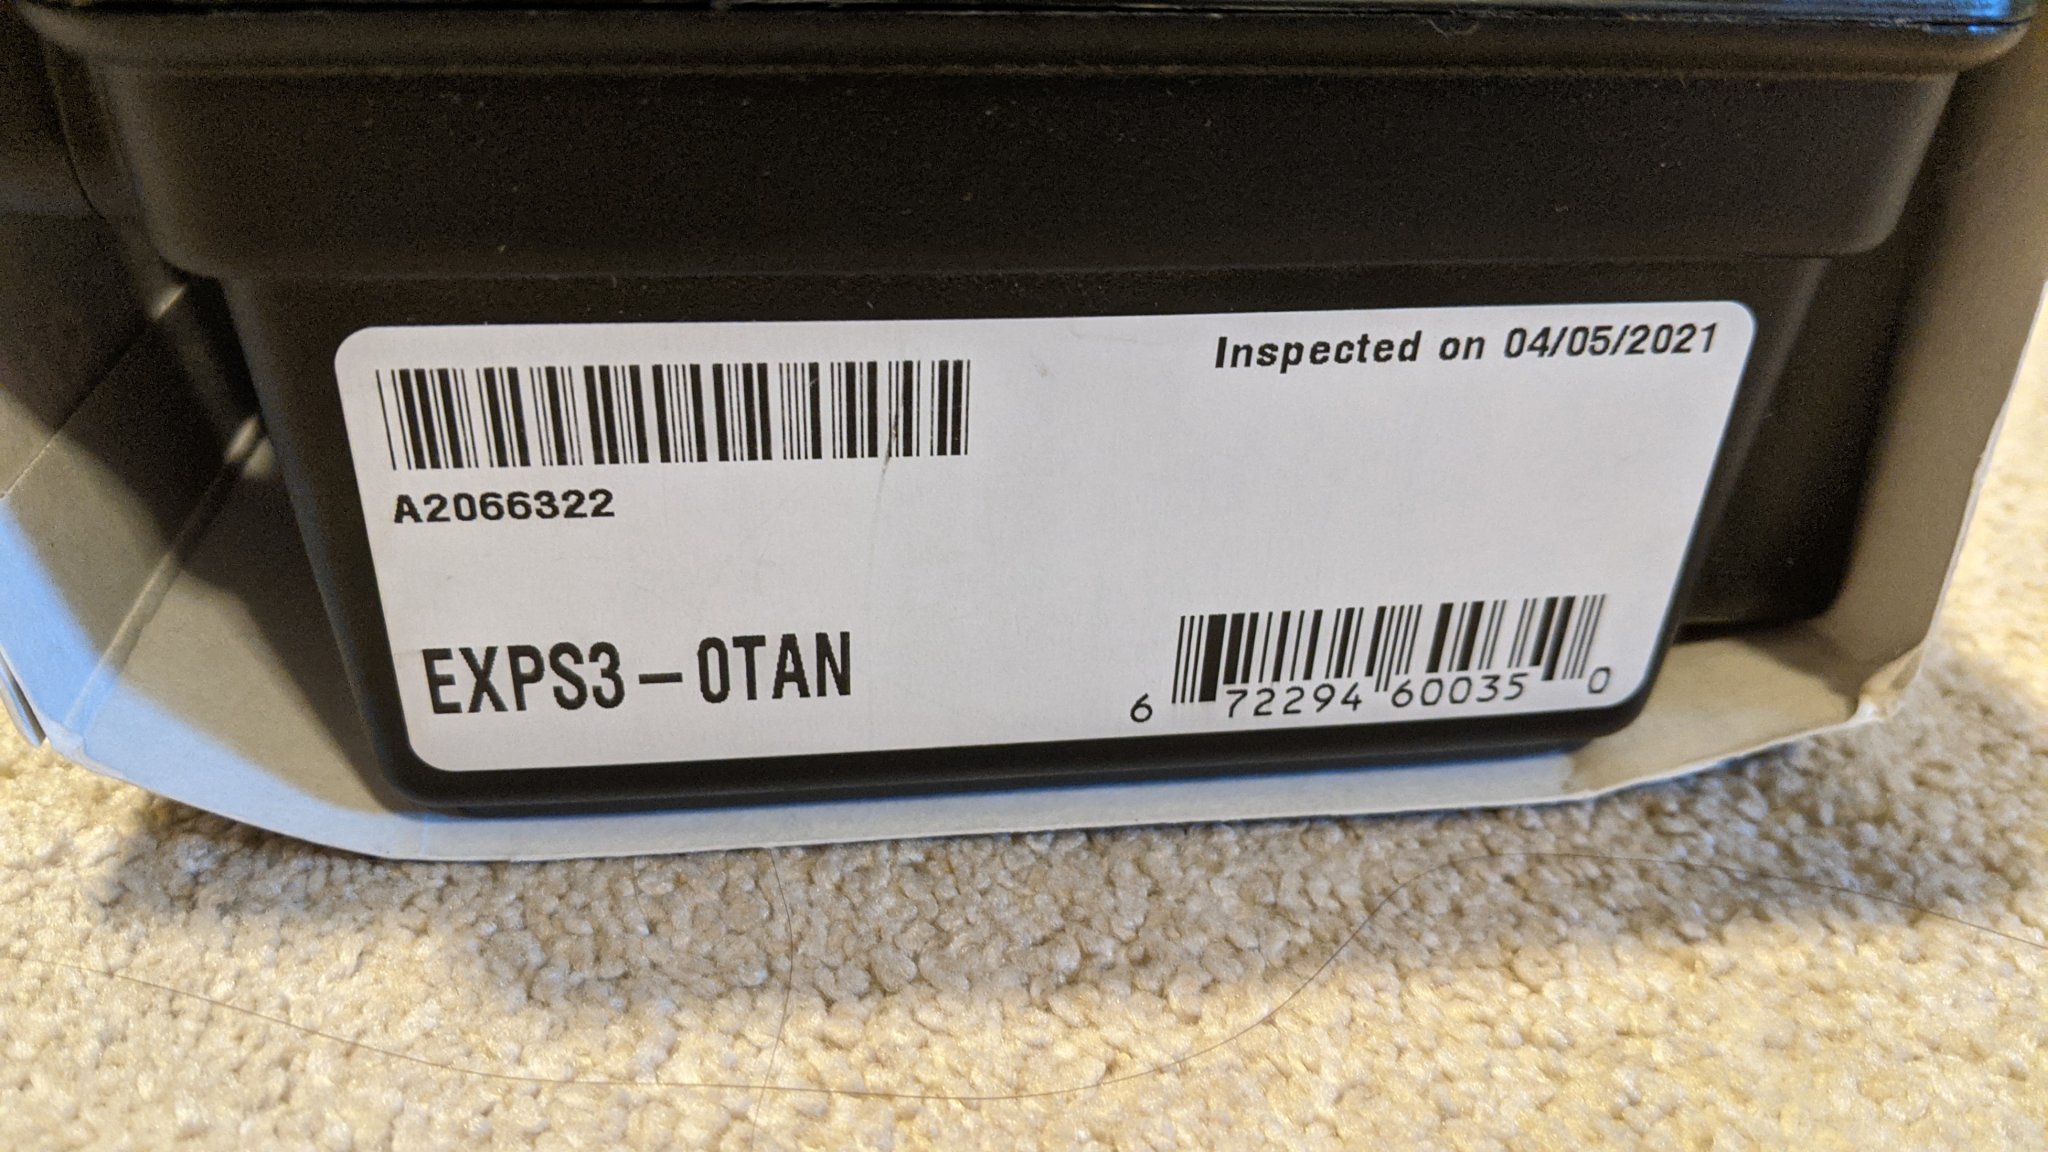 Inspected on 04/05/2021
A2066322
EXPS3-0TAN
6 72294 60035 0